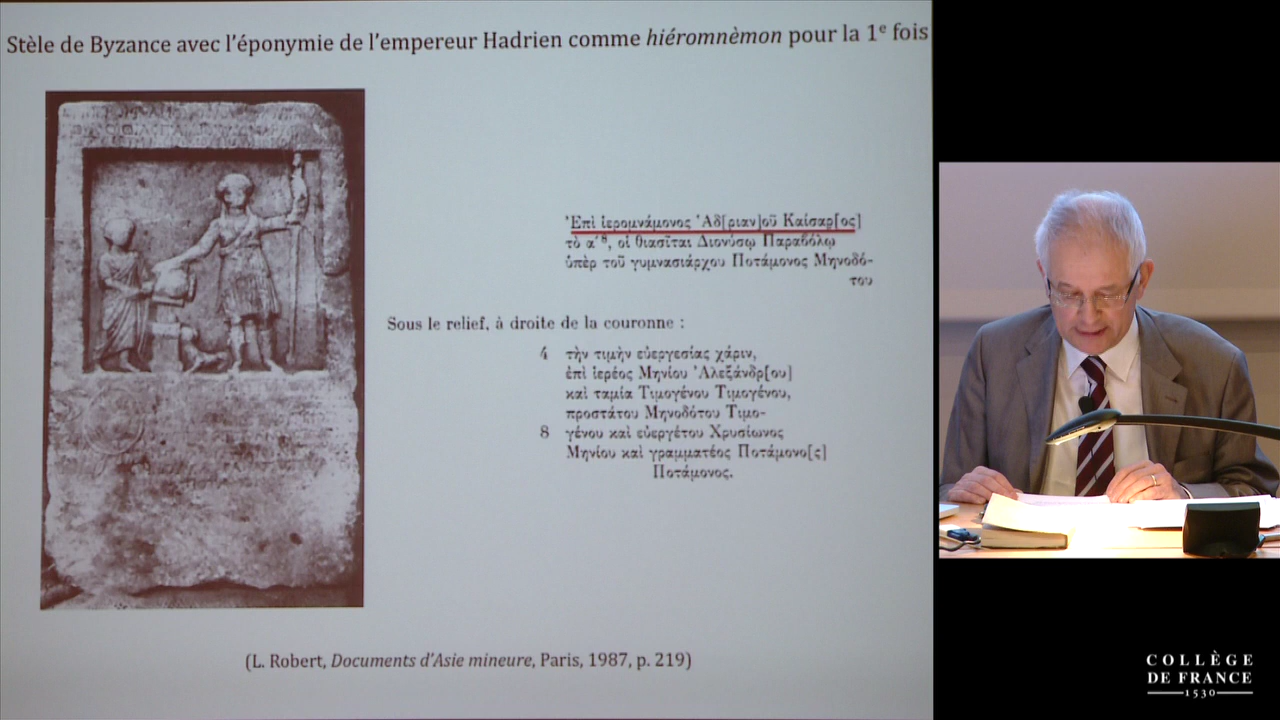 Stèle de Byzance avec l'éponymie de l'empereur Hadrien comme hiéromnèmon pour la 1e fois
Ἐπὶ ἱερομνάμονος Ἀδ[ριαν]οῦ Καίσαρ[ος]
τὸ α´⁸, οἱ θιασῖται Διονύσῳ Παραβόλῳ
ὑπὲρ τοῦ γυμνασιάρχου Ποτάμονος Μηνοδό-
του
Sous le relief, à droite de la couronne :
4 τὴν τιμὴν εὐεργεσίας χάριν,
ἐπὶ ἱερέος Μηνίου Ἀλεξάνδρ[ου]
καὶ ταμία Τιμογένου Τιμογένου,
προστάτου Μηνοδότου Τιμο-
8 γένου καὶ εὐεργέτου Χρυσίωνος
Μηνίου καὶ γραμματέος Ποτάμονο[ς]
Ποτάμονος.
(L. Robert, Documents d'Asie mineure, Paris, 1987, p. 219)
COLLÈGE
DE FRANCE
1530